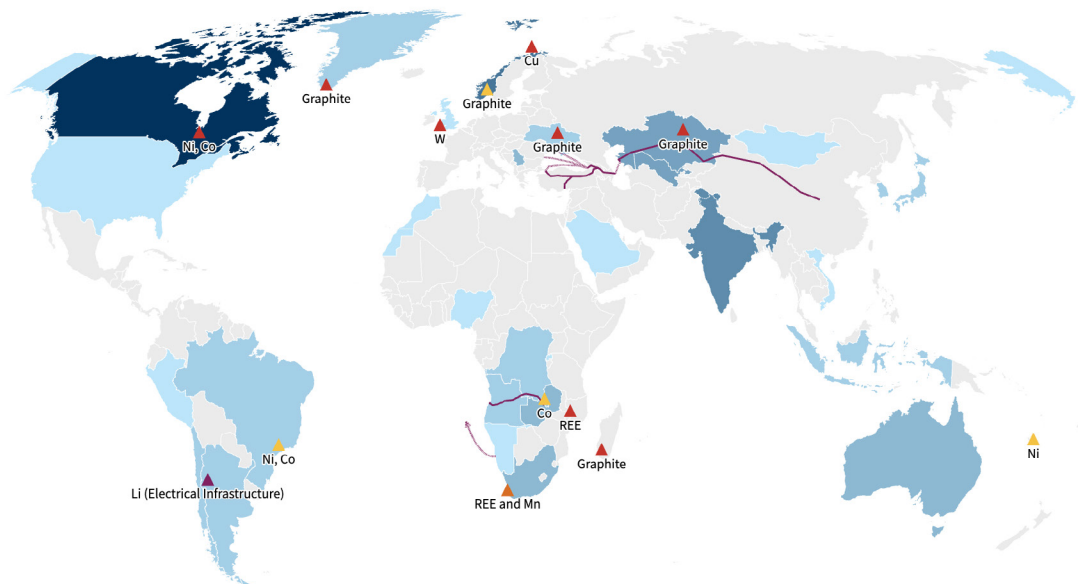 Cu
Graphite
Graphite
W
Ni, Co
Graphite
Graphite
Co
REE
Ni
Ni, Co
Graphite
Li (Electrical Infrastructure)
REE and Mn